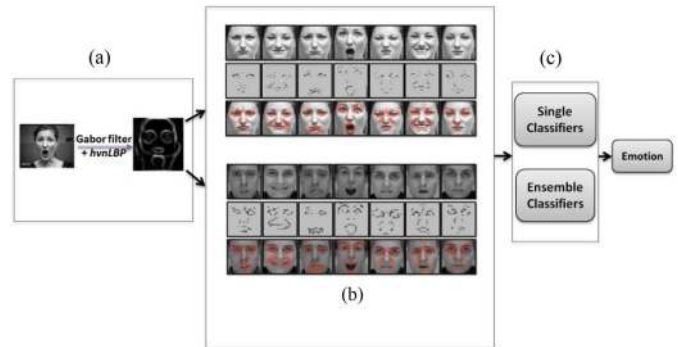 (a)
Gabor filter
+ hvnLBP
(b)
(c)
Single
Classifiers
Ensemble
Classifiers
Emotion